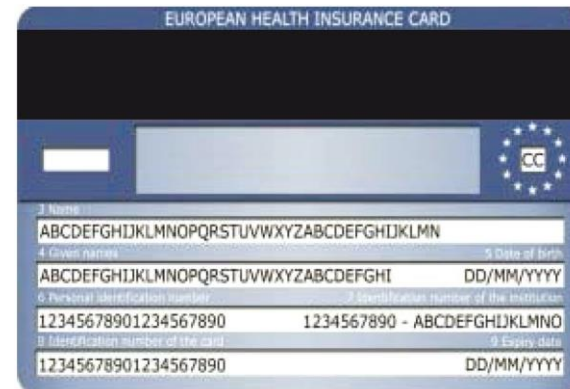 EUROPEAN HEALTH INSURANCE CARD
CC
3 Name
ABCDEFGHIJKLMNOPQRSTUVWXYZABCDEFGHIJKLMN
4 Given names 5 Date of birth
ABCDEFGHIJKLMNOPQRSTUVWXYZABCDEFGHI DD/MM/YYYY
6 Personal identification number 7 Identification number of the institution
12345678901234567890 1234567890 - ABCDEFGHIJKLMNO
8 Identification number of the card 9 Expiry date
12345678901234567890 DD/MM/YYYY